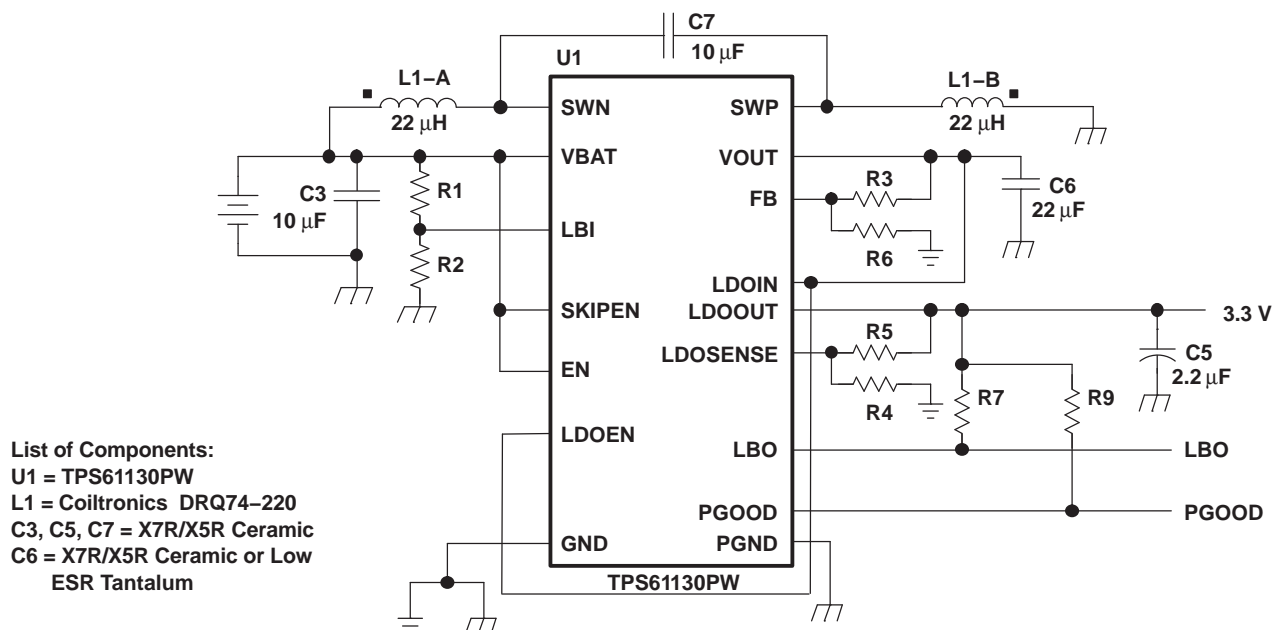 C7
10 µF
U1
L1–A
22 µH
L1–B
22 µH
SWN
SWP
VBAT
VOUT
C3
10 µF
R1
R3
C6
22 µF
FB
LBI
R2
R6
LDOIN
SKIPEN
LDOOUT
3.3 V
R5
LDOSENSE
C5
2.2 µF
EN
R4
R7
R9
LDOEN
LBO
LBO
PGOOD
PGOOD
GND
PGND
TPS61130PW
List of Components:
U1 = TPS61130PW
L1 = Coiltronics DRQ74–220
C3, C5, C7 = X7R/X5R Ceramic
C6 = X7R/X5R Ceramic or Low
ESR Tantalum